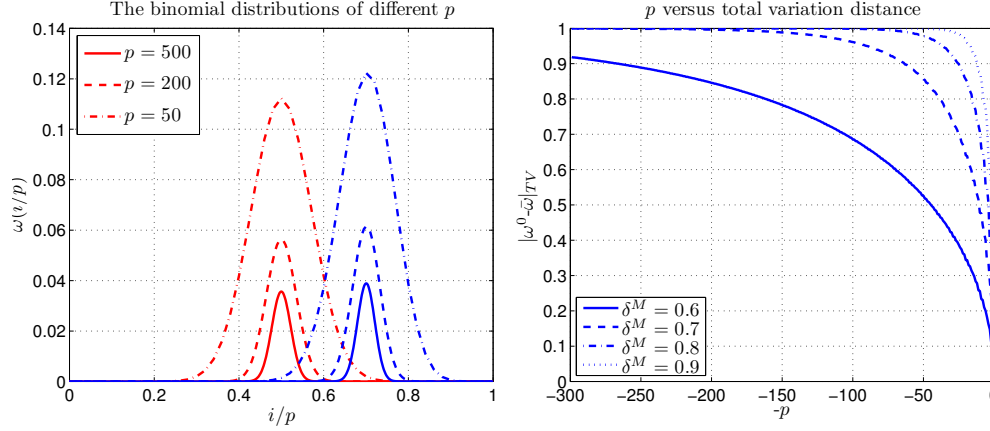 The binomial distributions of different p
0.14
0.12
0.1
0.08
0.06
0.04
0.02
0
ω(i/p)
p = 500
p = 200
p = 50
0 0.2 0.4 0.6 0.8 1
i/p
p versus total variation distance
1
0.9
0.8
0.7
0.6
0.5
0.4
0.3
0.2
0.1
0
|ω⁰-ω̄|TV
δᴹ = 0.6
δᴹ = 0.7
δᴹ = 0.8
δᴹ = 0.9
−300 −250 −200 −150 −100 −50 0
-p